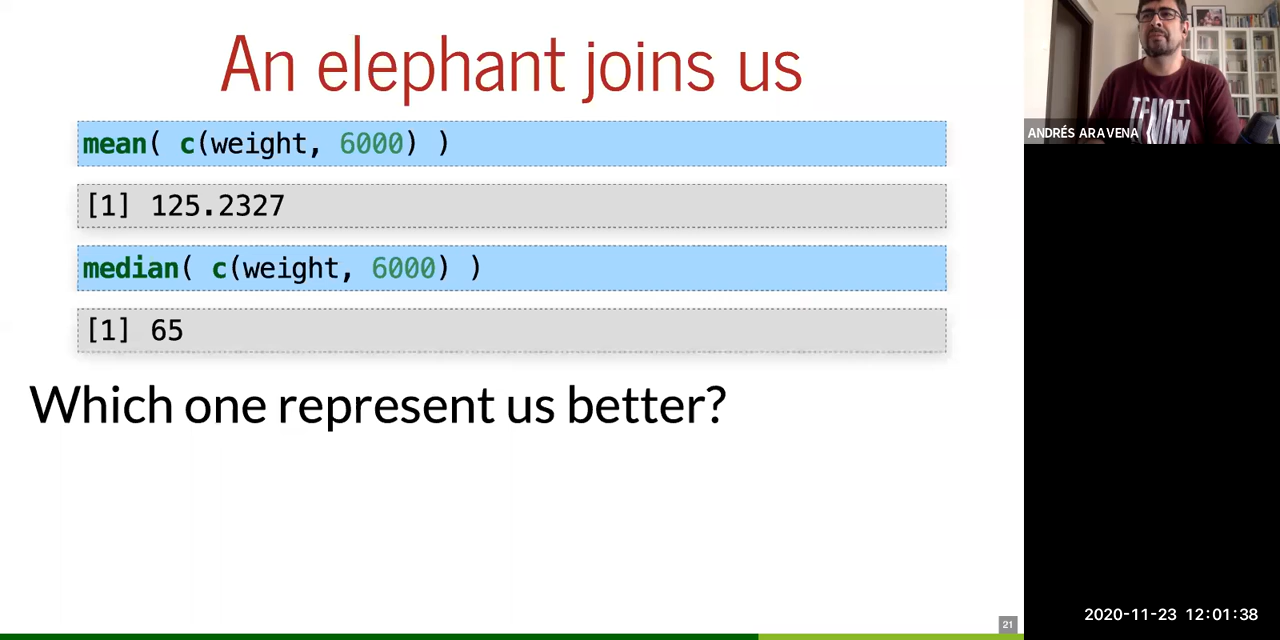 An elephant joins us
mean( c(weight, 6000) )
[1] 125.2327
median( c(weight, 6000) )
[1] 65
Which one represent us better?
21
ANDRÉS ARAVENA
2020-11-23 12:01:38